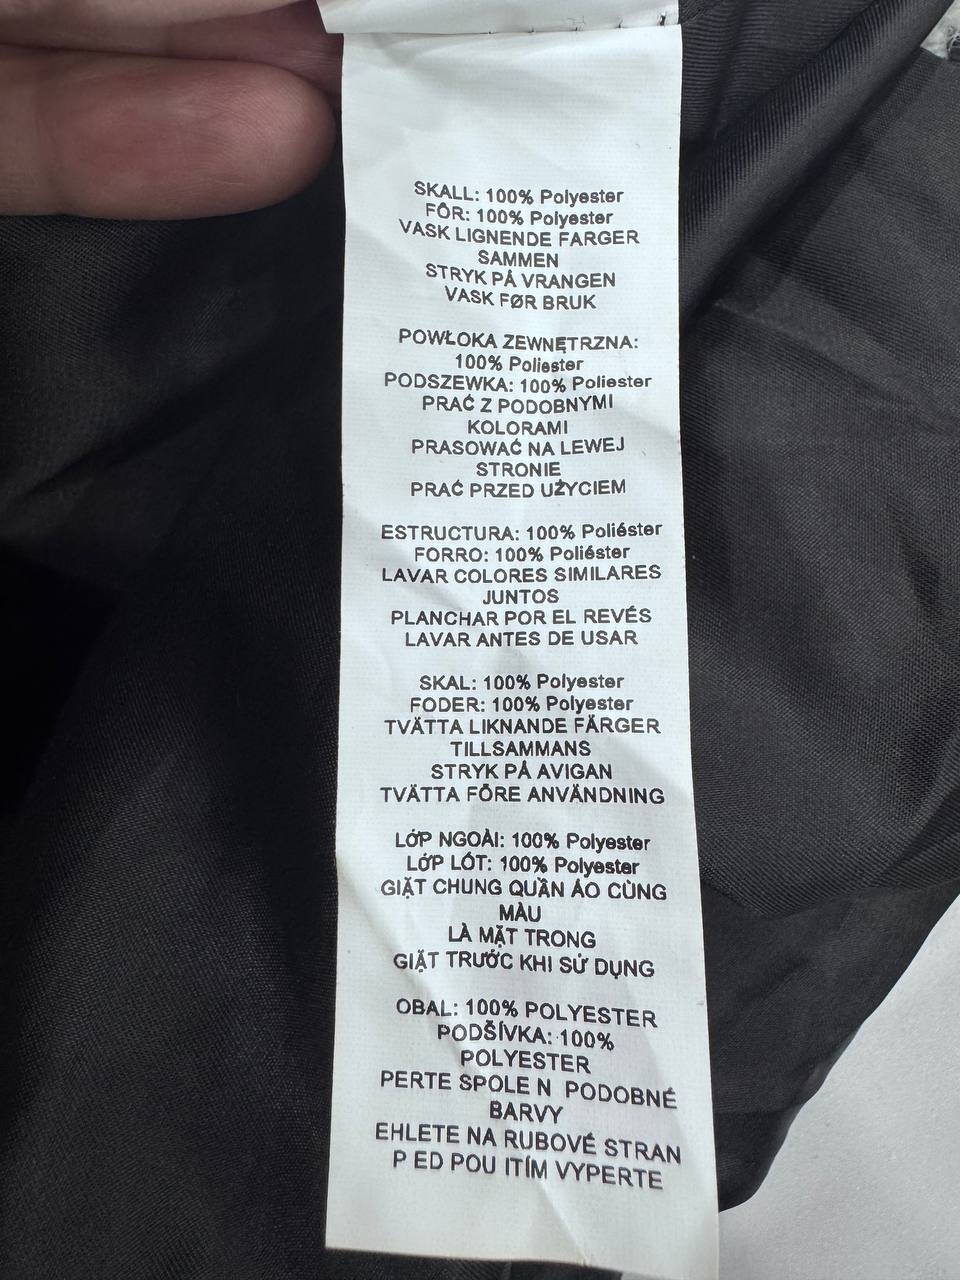 SKALL: 100% Polyester
FÔR: 100% Polyester
VASK LIGNENDE FARGER
SAMMEN
STRYK PÅ VRANGEN
VASK FØR BRUK
POWŁOKA ZEWNĘTRZNA:
100% Poliester
PODSZEWKA: 100% Poliester
PRAĆ Z PODOBNYMI
KOLORAMI
PRASOWAĆ NA LEWEJ
STRONIE
PRAĆ PRZED UŻYCIEM
ESTRUCTURA: 100% Poliéster
FORRO: 100% Poliéster
LAVAR COLORES SIMILARES
JUNTOS
PLANCHAR POR EL REVÉS
LAVAR ANTES DE USAR
SKAL: 100% Polyester
FODER: 100% Polyester
TVÄTTA LIKNANDE FÄRGER
TILLSAMMANS
STRYK PÅ AVIGAN
TVÄTTA FÖRE ANVÄNDNING
LỚP NGOÀI: 100% Polyester
LỚP LÓT: 100% Polyester
GIẶT CHUNG QUẦN ÁO CÙNG
MÀU
LÀ MẶT TRONG
GIẶT TRƯỚC KHI SỬ DỤNG
OBAL: 100% POLYESTER
PODŠÍVKA: 100%
POLYESTER
PERTE SPOLE N PODOBNÉ
BARVY
EHLETE NA RUBOVÉ STRAN
P ED POU ITÍM VYPERTE